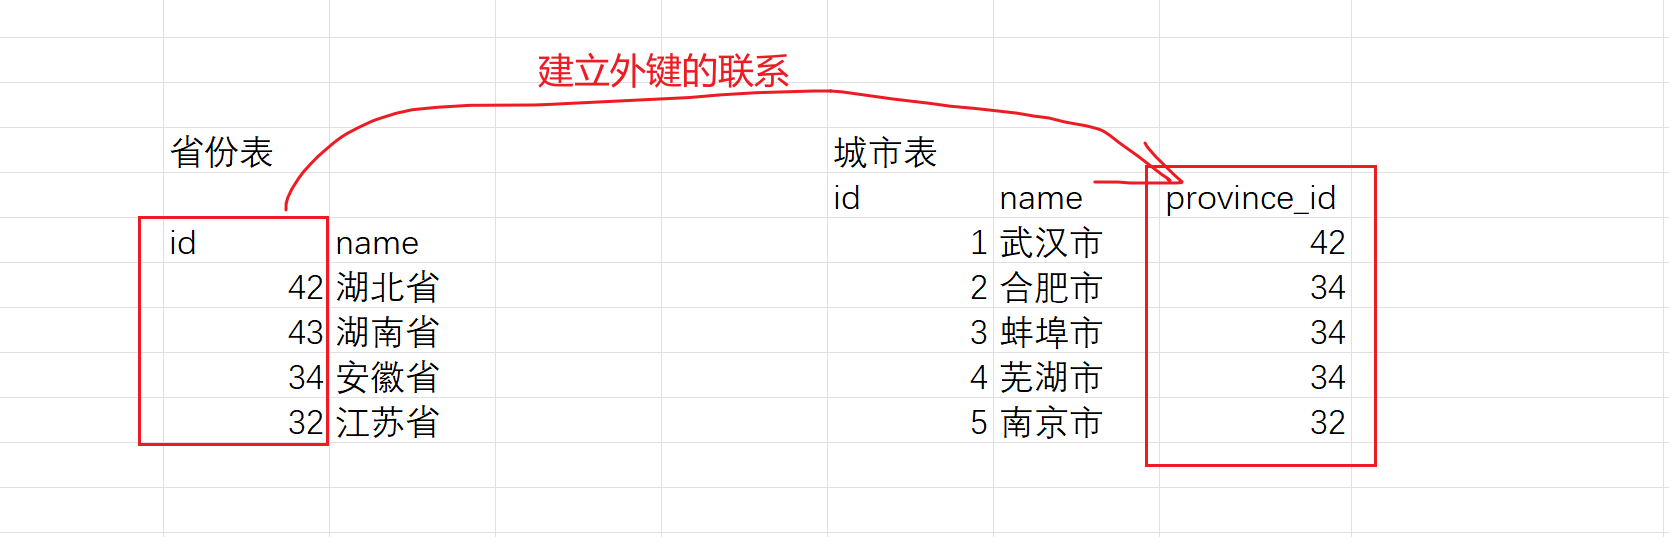 建立外键的联系
省份表
id name
42 湖北省
43 湖南省
34 安徽省
32 江苏省
城市表
id name province_id
1 武汉市 42
2 合肥市 34
3 蚌埠市 34
4 芜湖市 34
5 南京市 32